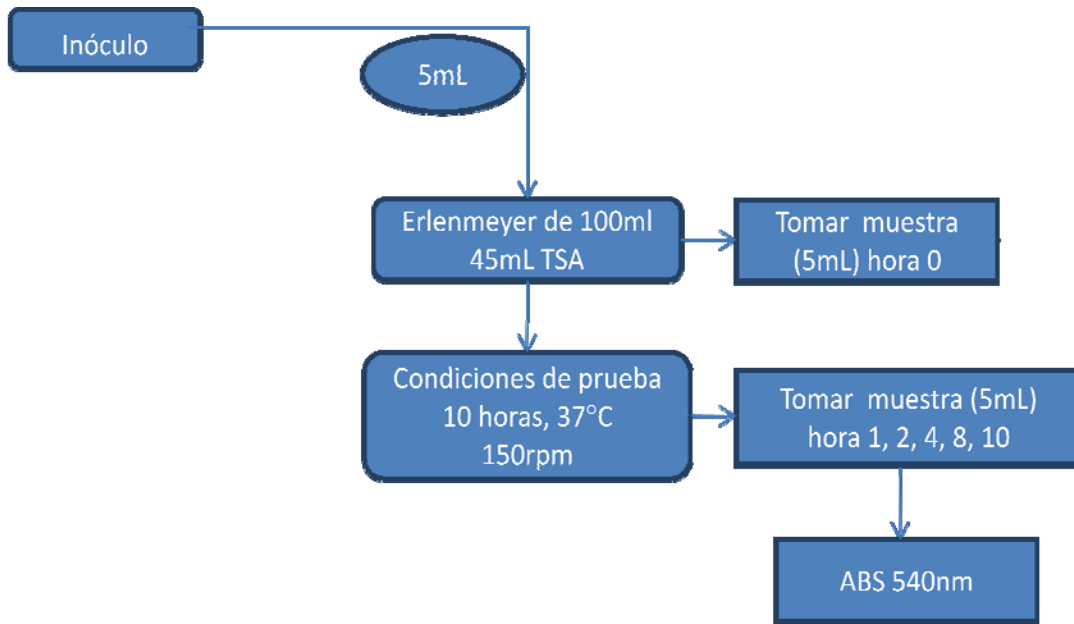 Inóculo
5mL
Erlenmeyer de 100ml
45mL TSA
Tomar muestra
(5mL) hora 0
Condiciones de prueba
10 horas, 37°C
150rpm
Tomar muestra (5mL)
hora 1, 2, 4, 8, 10
ABS 540nm